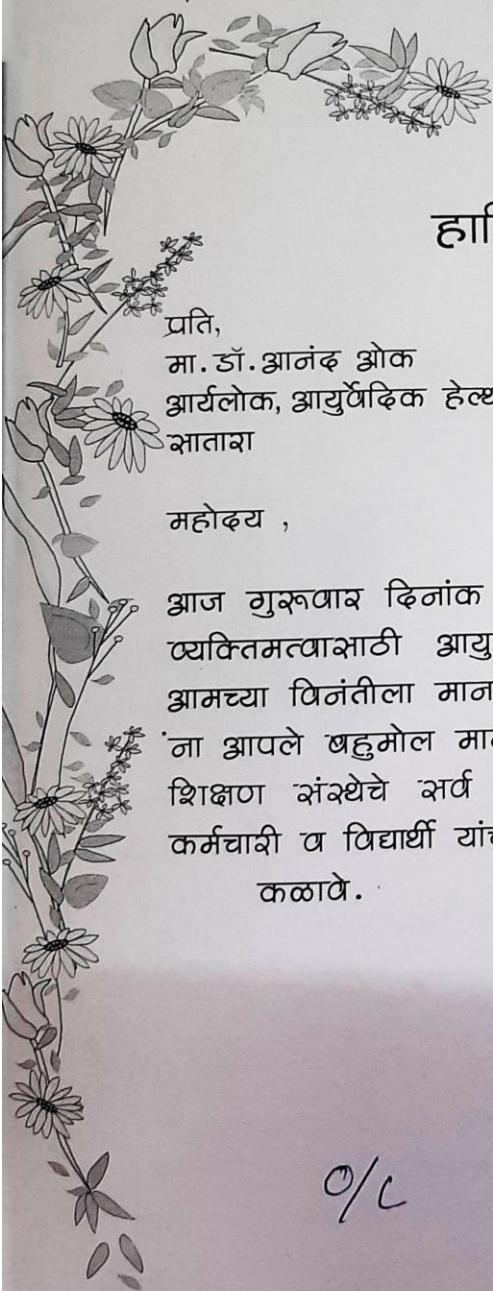 हा
प्रति,
मा. डॉ. आनंद ओक
आर्यलोक, आयुर्वेदिक हेल्थ
सातारा
महोदय ,
आज गुरूवार दिनांक
व्यक्तिमत्वासाठी आयु
आमच्या विनंतीला मान
ंना आपले बहुमोल मा
शिक्षण संस्थेचे सर्व
कर्मचारी व विद्यार्थी यां
कळावे.
O/C